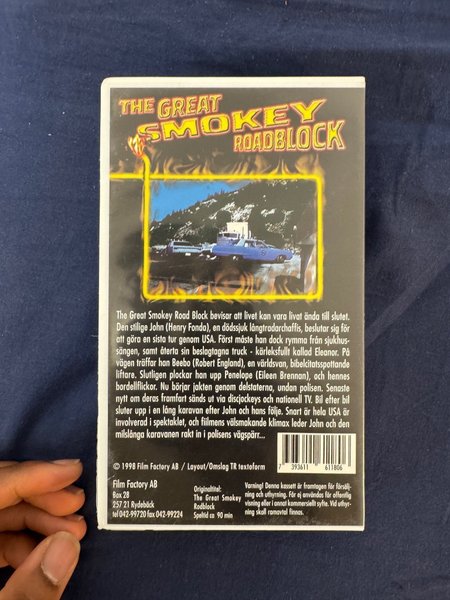 THE GREAT
SMOKEY
ROADBLOCK
The Great Smokey Road Block bevisar att livet kan vara livat ända till slutet.
Den stilige John (Henry Fonda), en dödssjuk långtradarchaffis, beslutar sig för
att göra en sista tur genom USA. Först måste han dock rymma från sjukhus-
sängen, samt återta sin beslagtagna truck - kärleksfullt kallad Eleanor. På
vägen träffar han Beebo (Robert England), en världsvan, bibelcitatsspottande
liftare. Slutligen plockar han upp Penelope (Eileen Brennan), och hennes
bordellflickor. Nu börjar jakten genom delstaterna, undan polisen. Senaste
nytt om deras framfart sänds ut via discjockeys och nationell TV. Bil efter bil
sluter upp i en lång karavan efter John och hans följe. Snart är hela USA är
involverad i spektaklet, och fiilmens välsmakande klimax leder John och den
milslånga karavanen rakt in i polisens vägspärr...
© 1998 Film Factory AB / Layout/Omslag TR textoform
7 393611 611806
Film Factory AB
Box 28
257 21 Rydebäck
tel 042-99720 fax 042-99224
Originaltitel:
The Great Smokey
Rodblock
Speltid ca 90 min
Varning! Denna kassett är framtagen för försälj-
ning och uthyrning. Får ej användas för offentlig
visning eller i annat kommersiellt syfte. Vid uthyr-
ning skall ramavtal finnas.